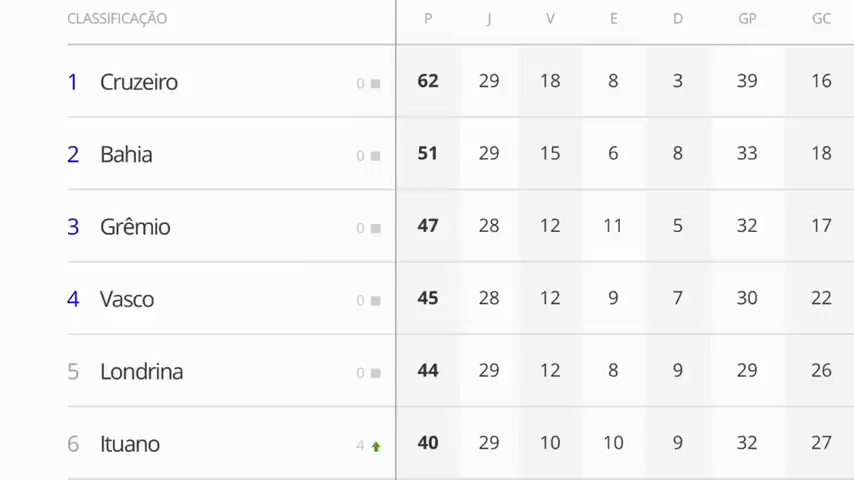 CLASSIFICAÇÃO P J V E D GP GC
1 Cruzeiro 0 62 29 18 8 3 39 16
2 Bahia 0 51 29 15 6 8 33 18
3 Grêmio 0 47 28 12 11 5 32 17
4 Vasco 0 45 28 12 9 7 30 22
5 Londrina 0 44 29 12 8 9 29 26
6 Ituano 4 40 29 10 10 9 32 27